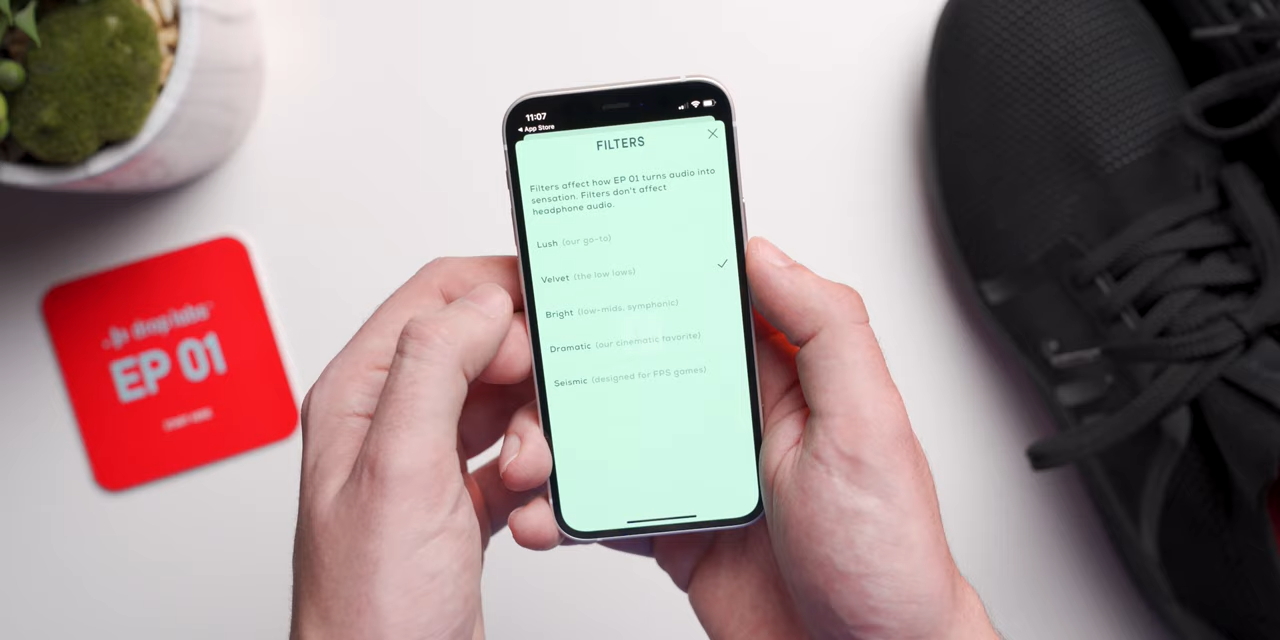 11:07
◀ App Store
FILTERS
Filters affect how EP 01 turns audio into
sensation. Filters don't affect
headphone audio.
Lush (our go-to)
Velvet (the low lows)
Bright (low-mids, symphonic)
Dramatic (our cinematic favorite)
Seismic (designed for FPS games)
drop labs
EP 01